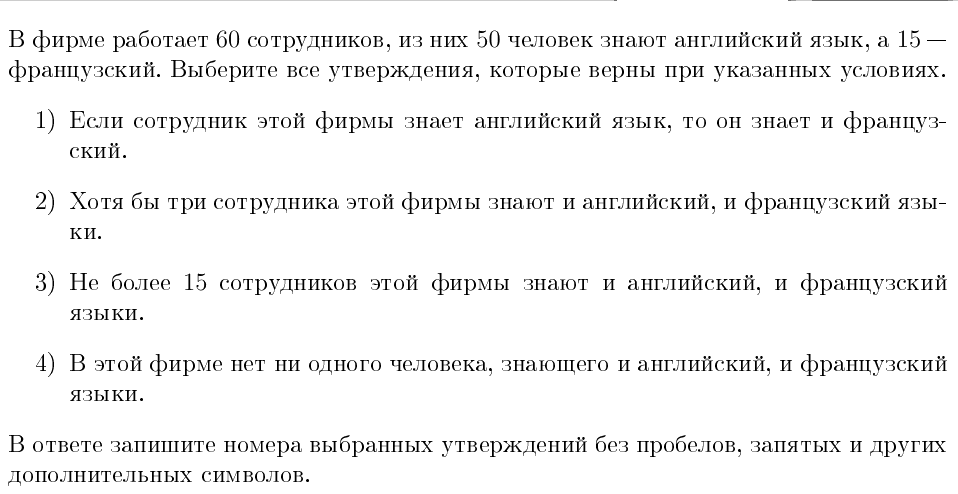 В фирме работает 60 сотрудников, из них 50 человек знают английский язык, а 15 —
французский. Выберите все утверждения, которые верны при указанных условиях.
1) Если сотрудник этой фирмы знает английский язык, то он знает и француз-
ский.
2) Хотя бы три сотрудника этой фирмы знают и английский, и французский язы-
ки.
3) Не более 15 сотрудников этой фирмы знают и английский, и французский
языки.
4) В этой фирме нет ни одного человека, знающего и английский, и французский
языки.
В ответе запишите номера выбранных утверждений без пробелов, запятых и других
дополнительных символов.